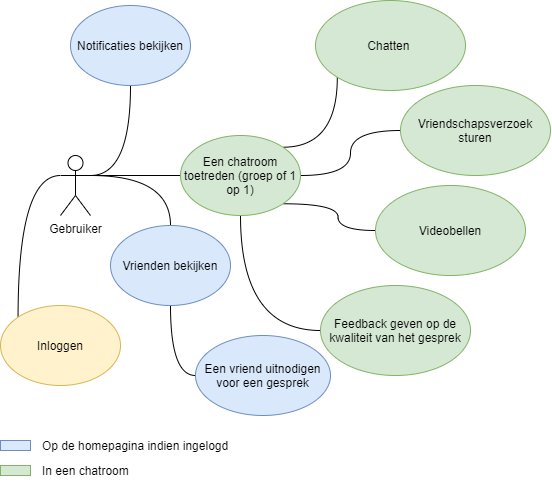 Notificaties bekijken
Chatten
Vriendschapsverzoek
sturen
Een chatroom
toetreden (groep of 1
op 1)
Gebruiker
Videobellen
Vrienden bekijken
Feedback geven op de
kwaliteit van het gesprek
Inloggen
Een vriend uitnodigen
voor een gesprek
Op de homepagina indien ingelogd
In een chatroom